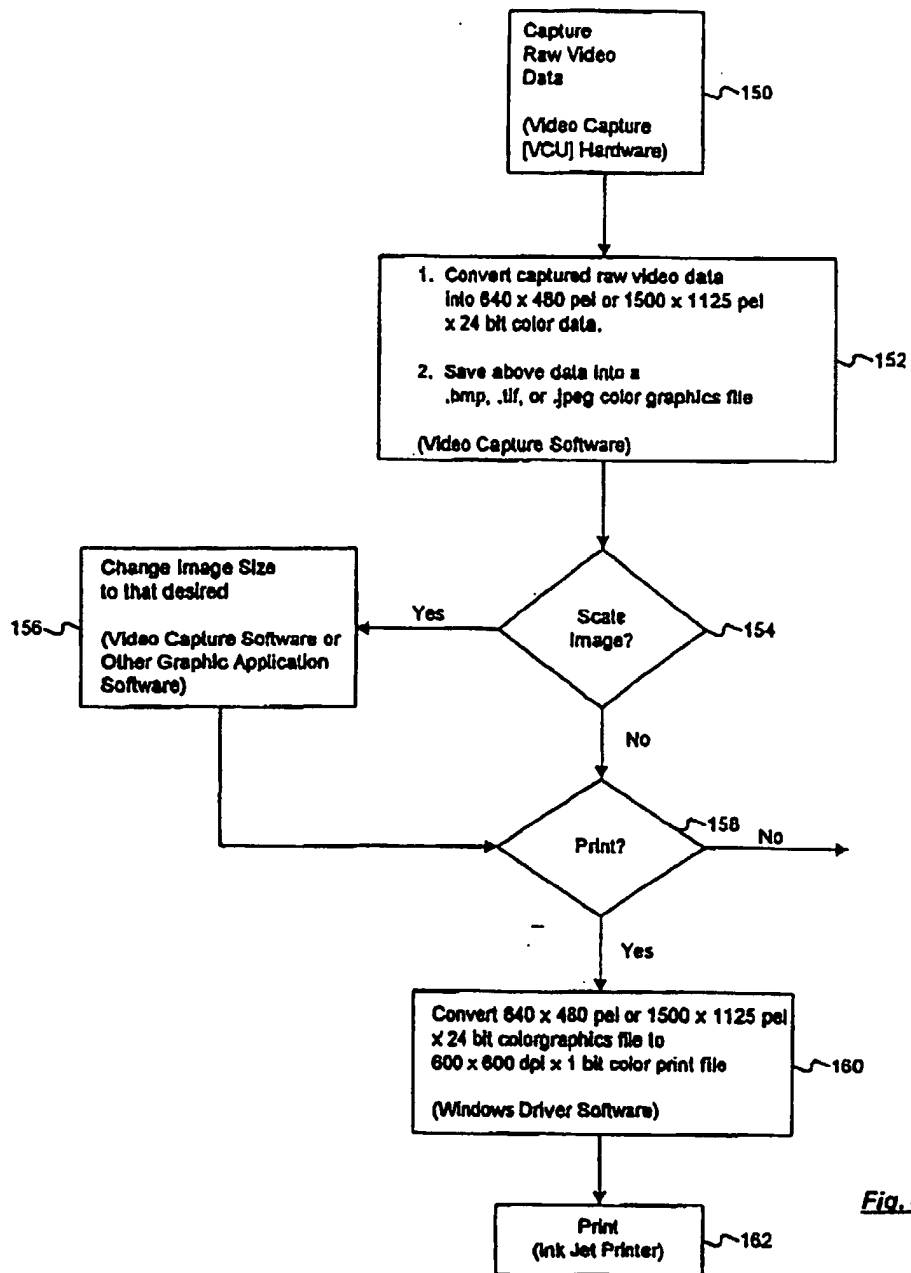 Capture
Raw Video
Data
(Video Capture
[VCU] Hardware)
150
1. Convert captured raw video data
into 640 x 480 pel or 1500 x 1125 pel
x 24 bit color data.
2. Save above data into a
.bmp, .tif, or .jpeg color graphics file
(Video Capture Software)
152
Change Image Size
to that desired
(Video Capture Software or
Other Graphic Application
Software)
156
Yes
Scale
Image?
154
No
Print?
158
No
Yes
Convert 640 x 480 pel or 1500 x 1125 pel
x 24 bit colorgraphics file to
600 x 600 dpi x 1 bit color print file
(Windows Driver Software)
160
Print
(Ink Jet Printer)
162
Fig.